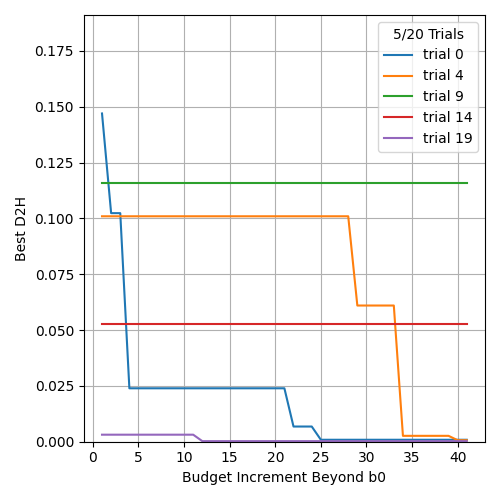 5/20 Trials
trial 0
trial 4
trial 9
trial 14
trial 19
0.175
0.150
0.125
0.100
0.075
0.050
0.025
0.000
Best D2H
0 5 10 15 20 25 30 35 40
Budget Increment Beyond b0